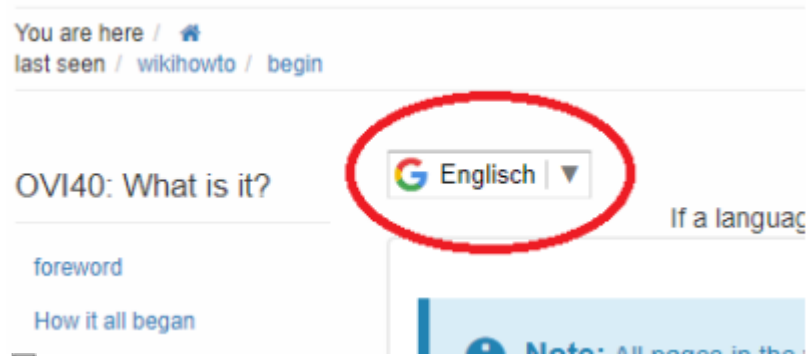 You are here / 
last seen / wikihowto / begin
OVI40: What is it?
Englisch
If a languag
foreword
How it all began
Note: All pages in the